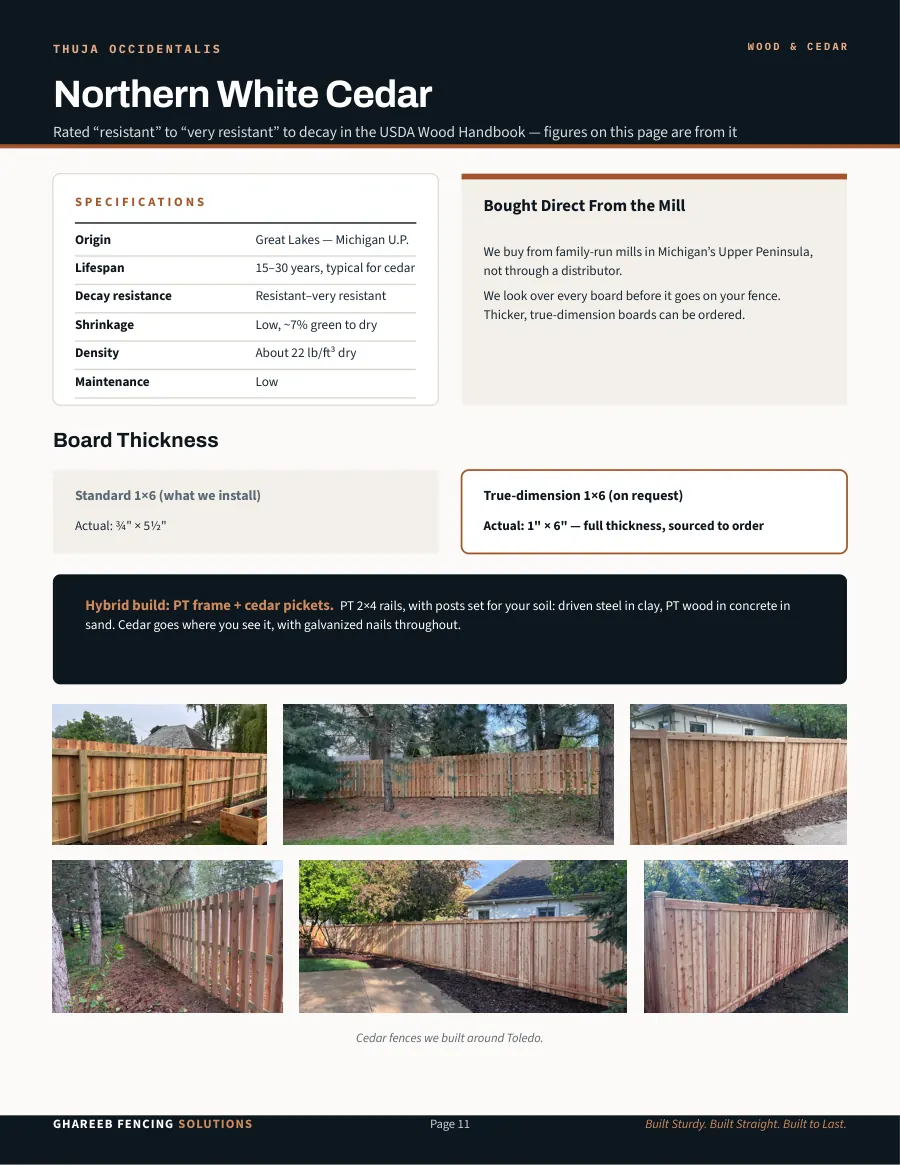 THUJA OCCIDENTALIS
WOOD & CEDAR
Northern White Cedar
Rated “resistant” to “very resistant” to decay in the USDA Wood Handbook — figures on this page are from it
SPECIFICATIONS
Origin Great Lakes — Michigan U.P.
Lifespan 15–30 years, typical for cedar
Decay resistance Resistant–very resistant
Shrinkage Low, ~7% green to dry
Density About 22 lb/ft³ dry
Maintenance Low
Bought Direct From the Mill
We buy from family-run mills in Michigan’s Upper Peninsula,
not through a distributor.
We look over every board before it goes on your fence.
Thicker, true-dimension boards can be ordered.
Board Thickness
Standard 1×6 (what we install)
Actual: ¾" × 5½"
True-dimension 1×6 (on request)
Actual: 1" × 6" — full thickness, sourced to order
Hybrid build: PT frame + cedar pickets. PT 2×4 rails, with posts set for your soil: driven steel in clay, PT wood in concrete in
sand. Cedar goes where you see it, with galvanized nails throughout.
Cedar fences we built around Toledo.
GHAREEB FENCING SOLUTIONS
Page 11
Built Sturdy. Built Straight. Built to Last.